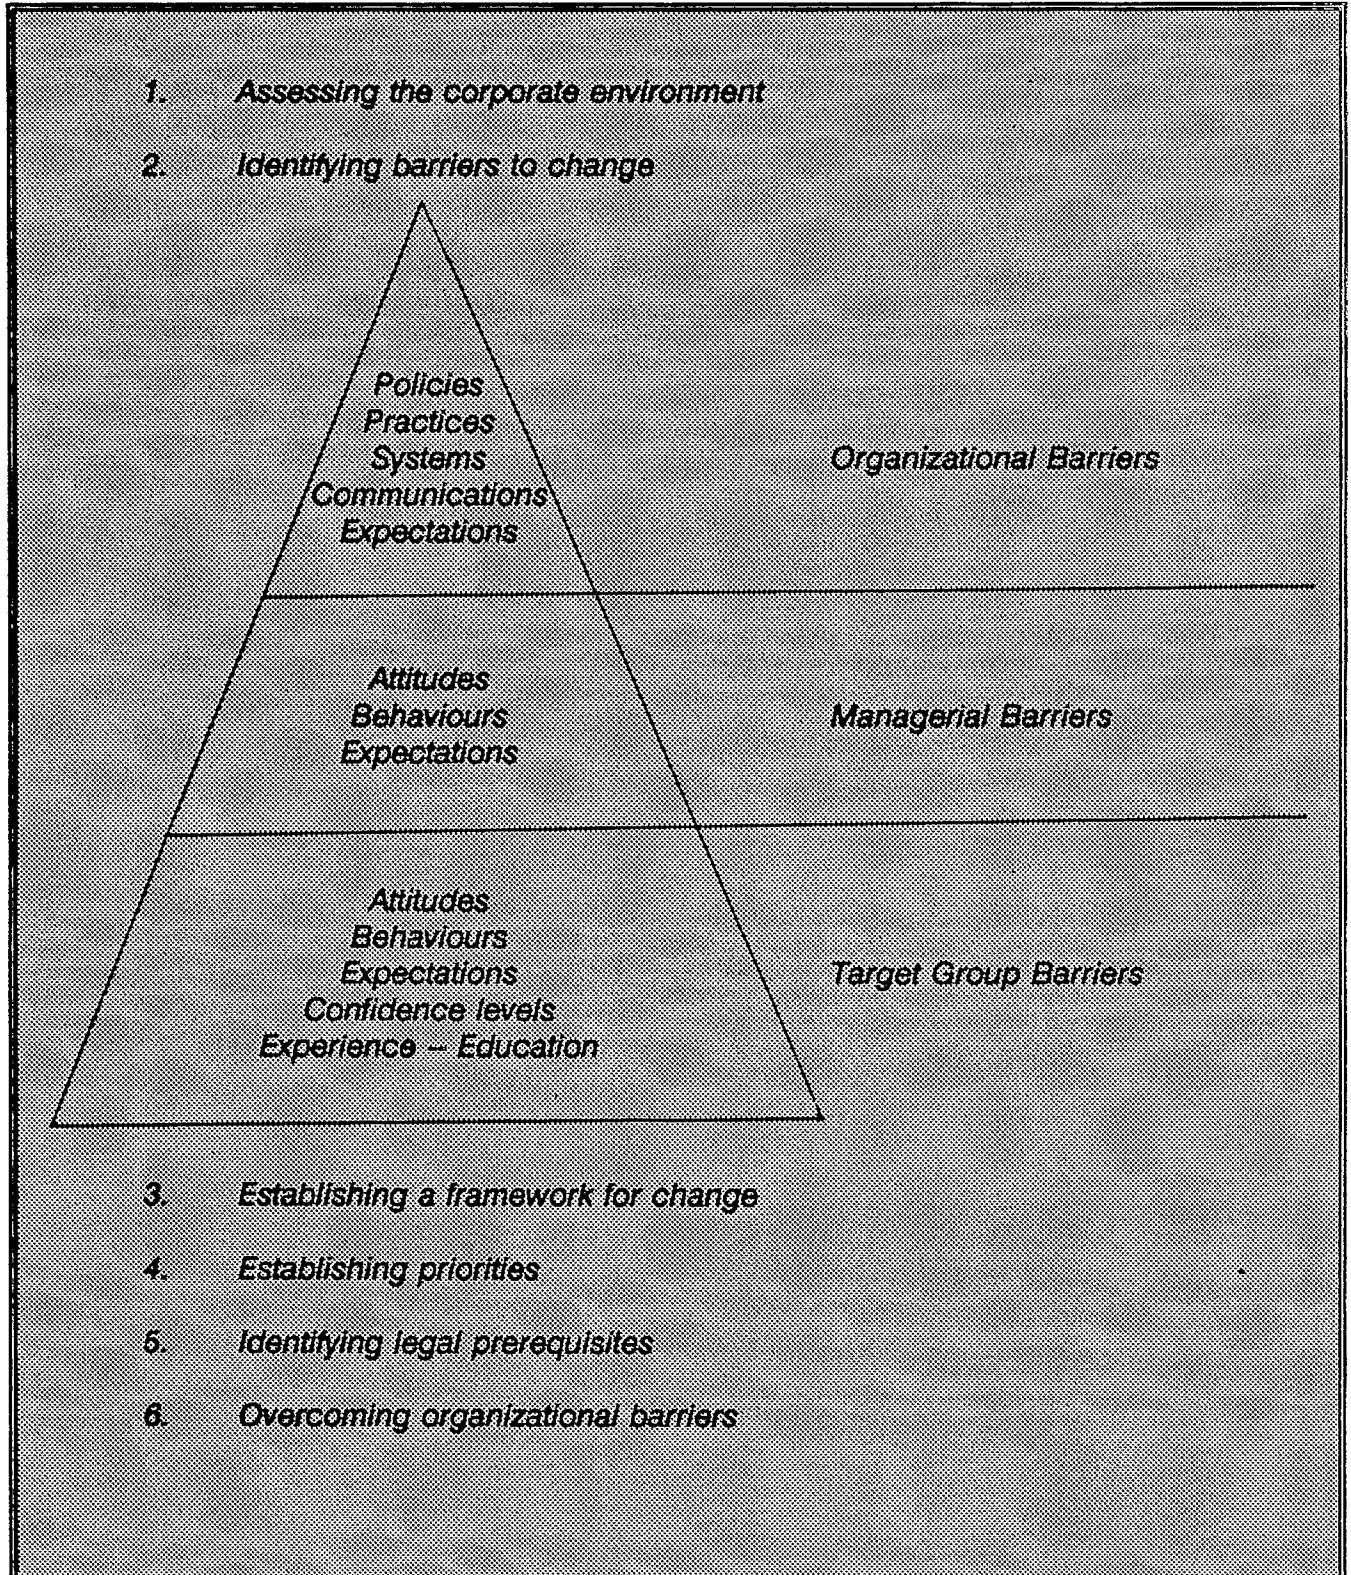 1. Assessing the corporate environment
2. Identifying barriers to change
Policies
Practices
Systems
Organizational Barriers
Communications
Expectations
Attitudes
Behaviours
Managerial Barriers
Expectations
Attitudes
Behaviours
Expectations
Target Group Barriers
Confidence levels
Experience – Education
3. Establishing a framework for change
4. Establishing priorities
5. Identifying legal prerequisites
6. Overcoming organizational barriers